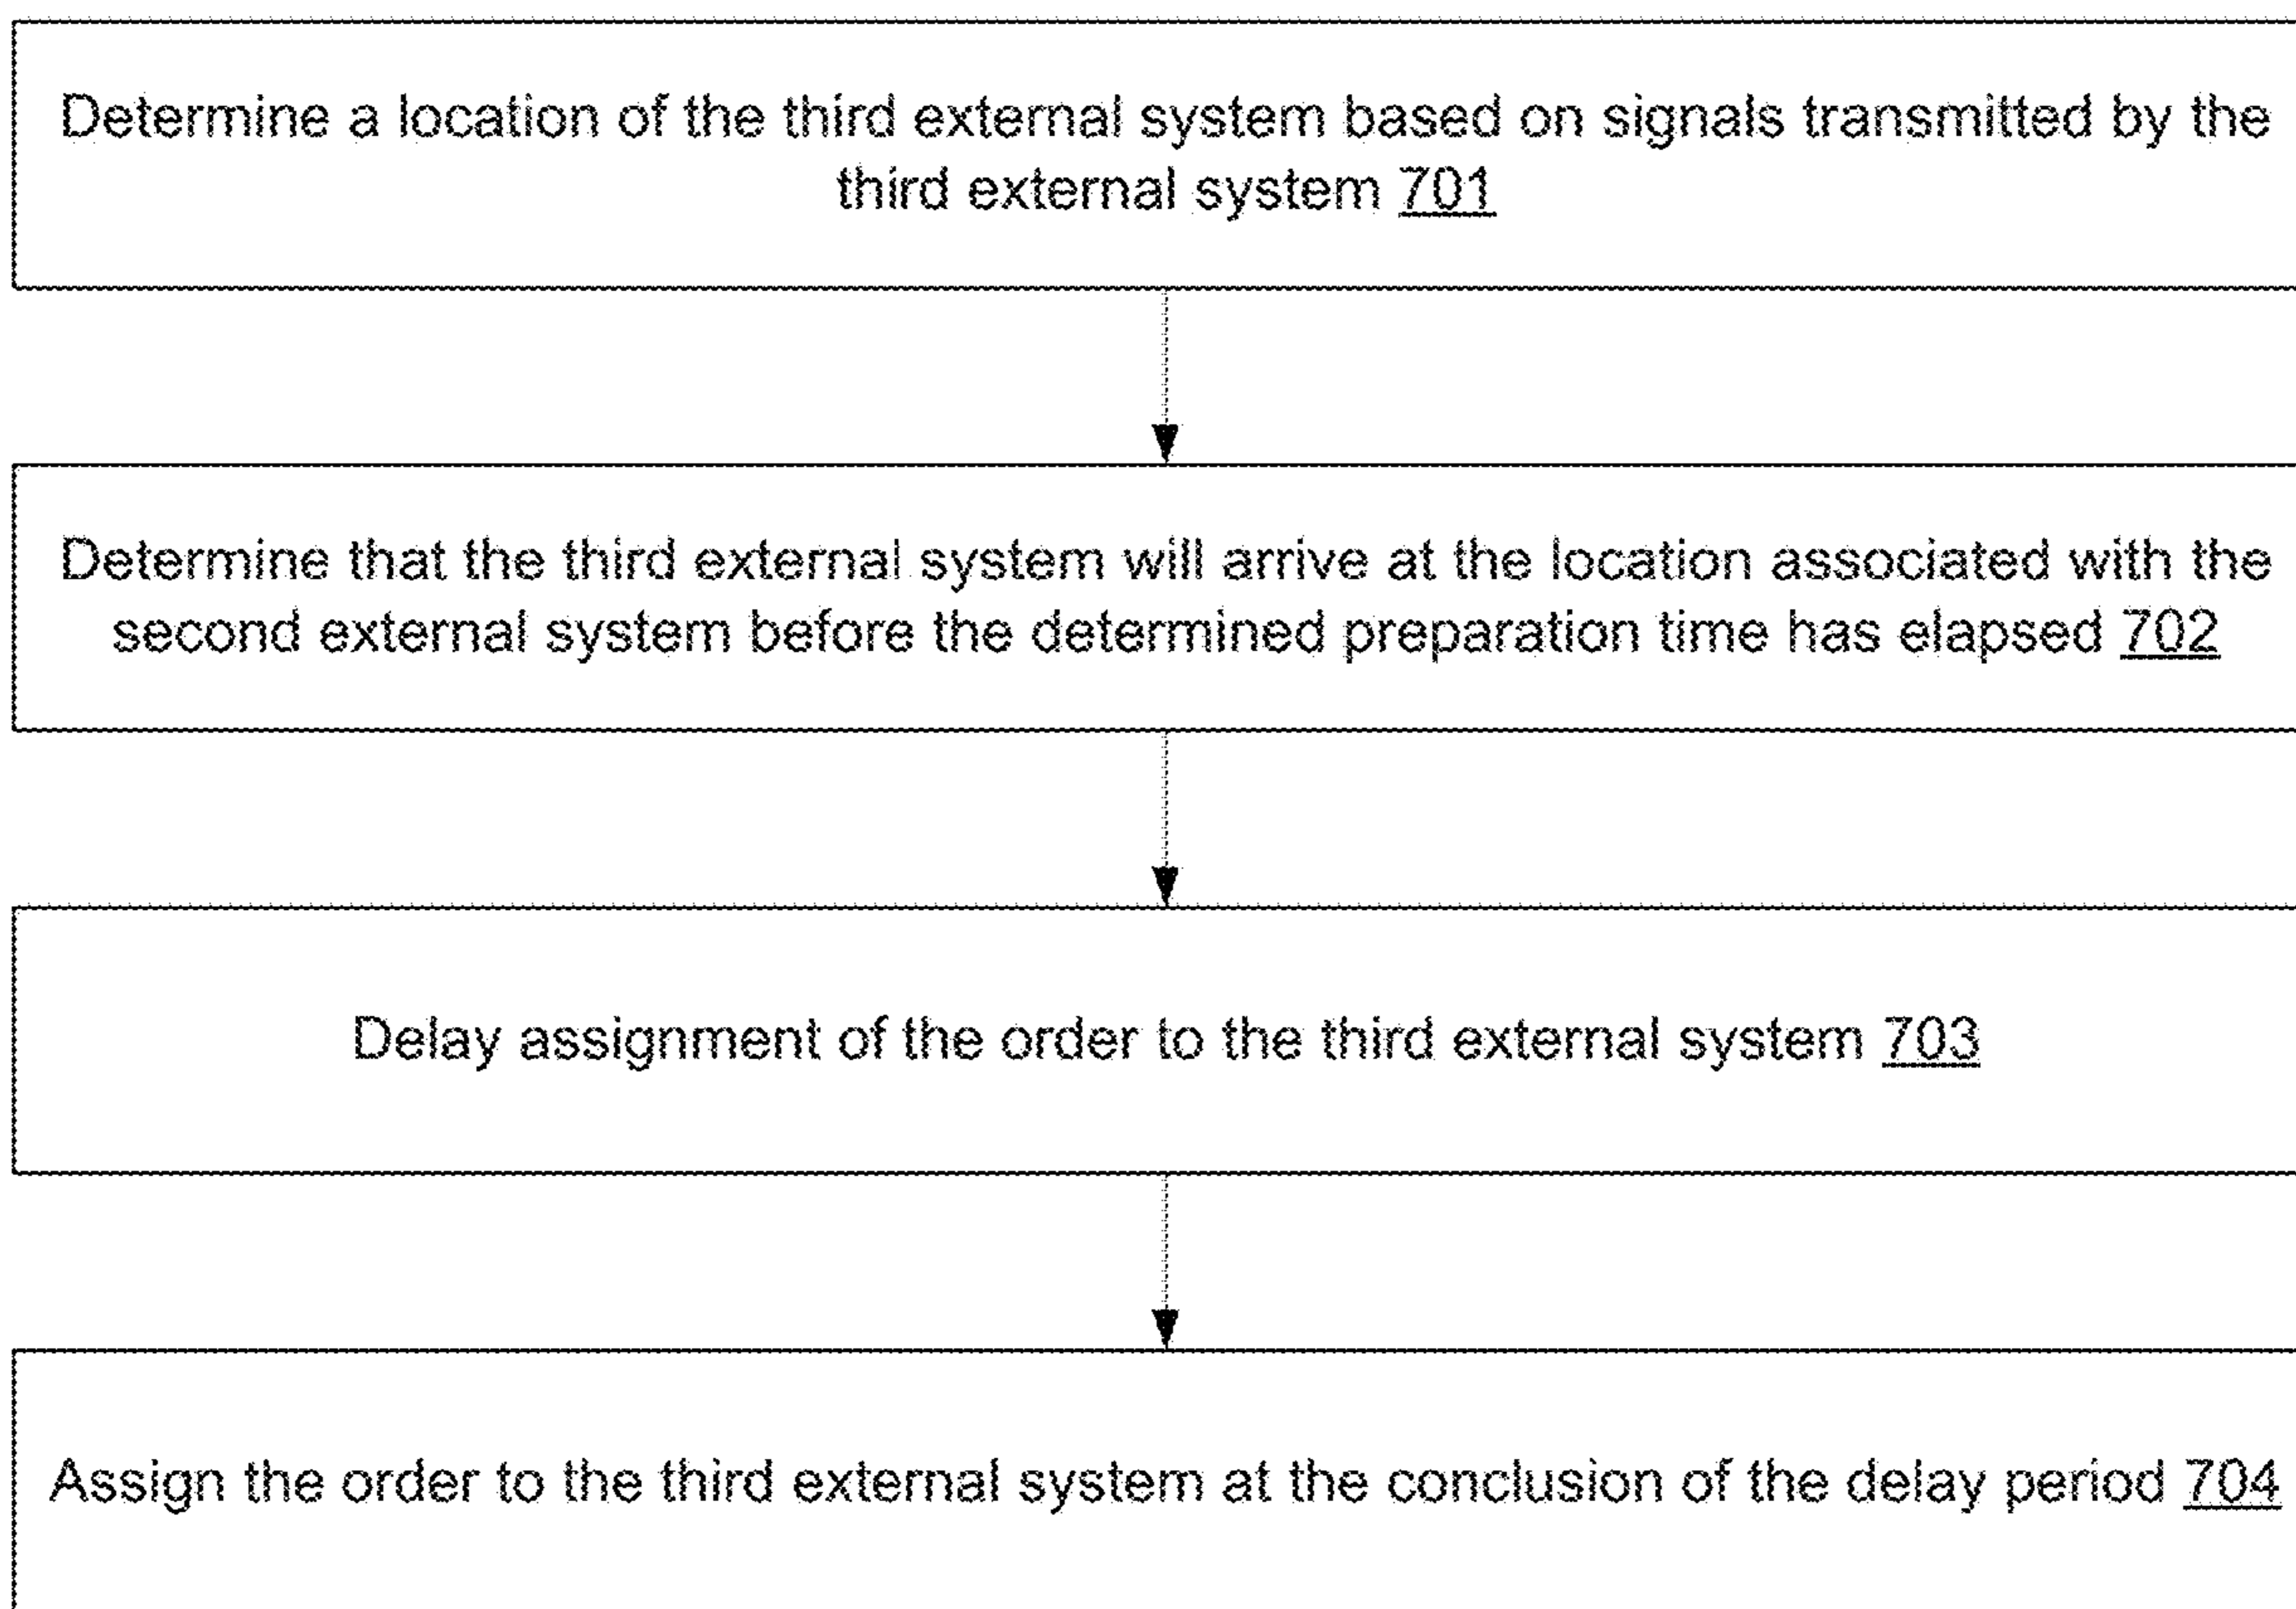 Determine a location of the third external system based on signals transmitted by the
third external system 701
Determine that the third external system will arrive at the location associated with the
second external system before the determined preparation time has elapsed 702
Delay assignment of the order to the third external system 703
Assign the order to the third external system at the conclusion of the delay period 704